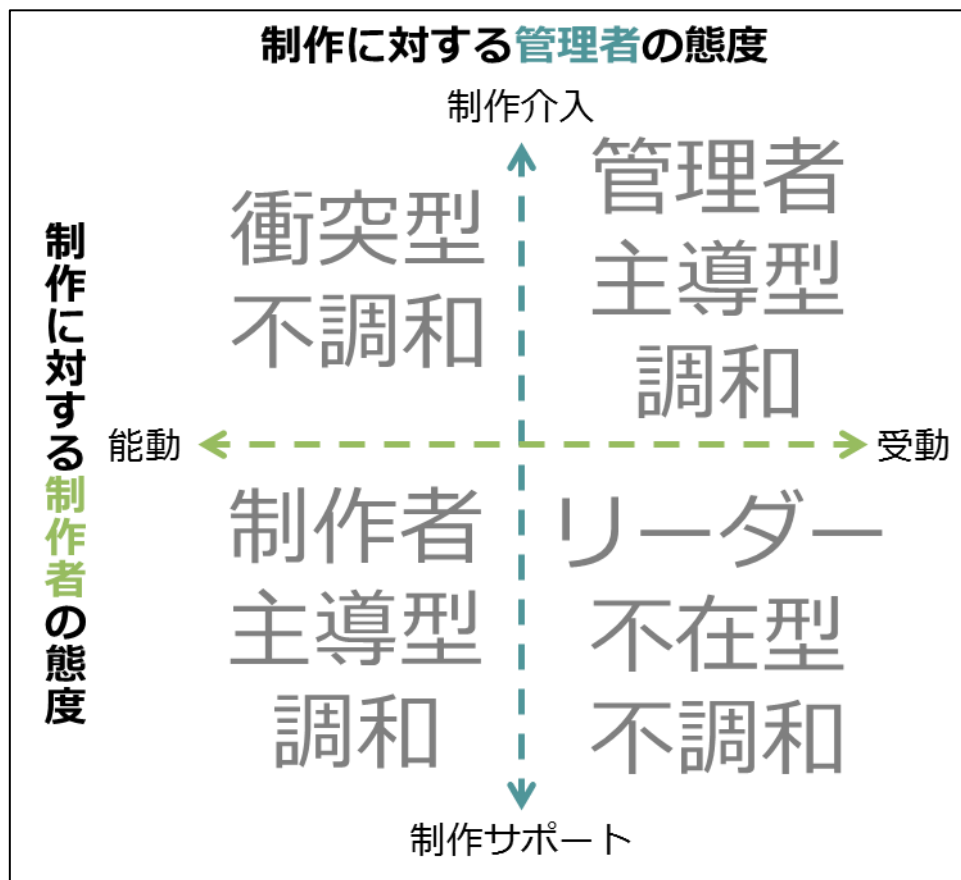 制作に対する管理者の態度
制作介入
衝突型
不調和
管理者
主導型
調和
制作に対する制作者の態度
能動
受動
制作者
主導型
調和
リーダー
不在型
不調和
制作サポート